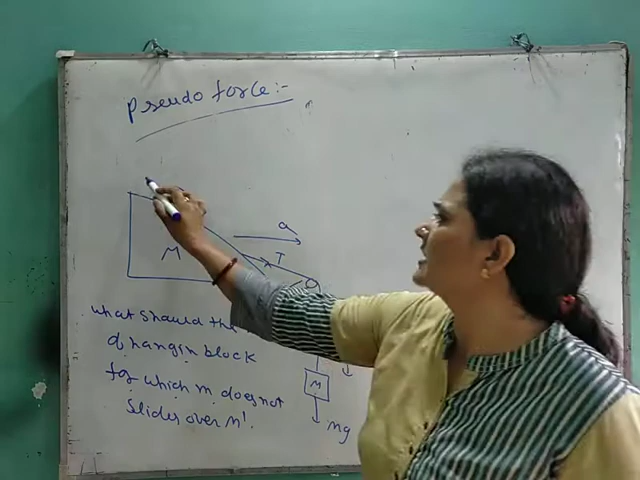 Pseudo force :-
a
M
T
what should the
of hangin block
for which m does not
Slides over M'.
M
mg